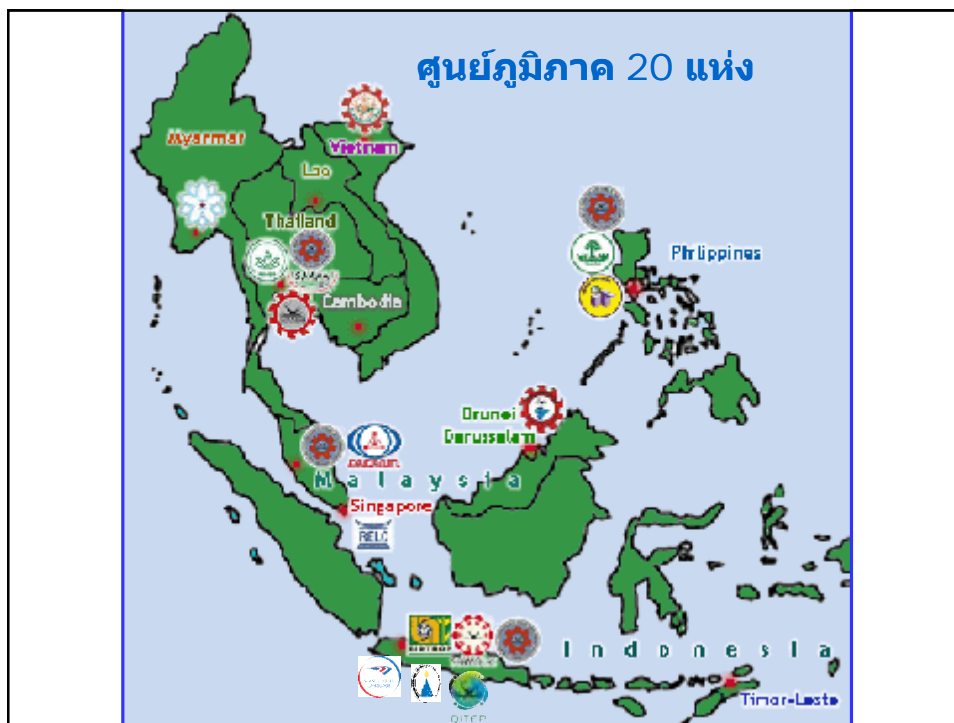 ศูนย์ภูมิภาค 20 แห่ง
Myanmar
Vietnam
Lao
Thailand
Philippines
Cambodia
Brunei
Darussalam
Malaysia
Singapore
RELC
Indonesia
Timor-Leste
QITEP